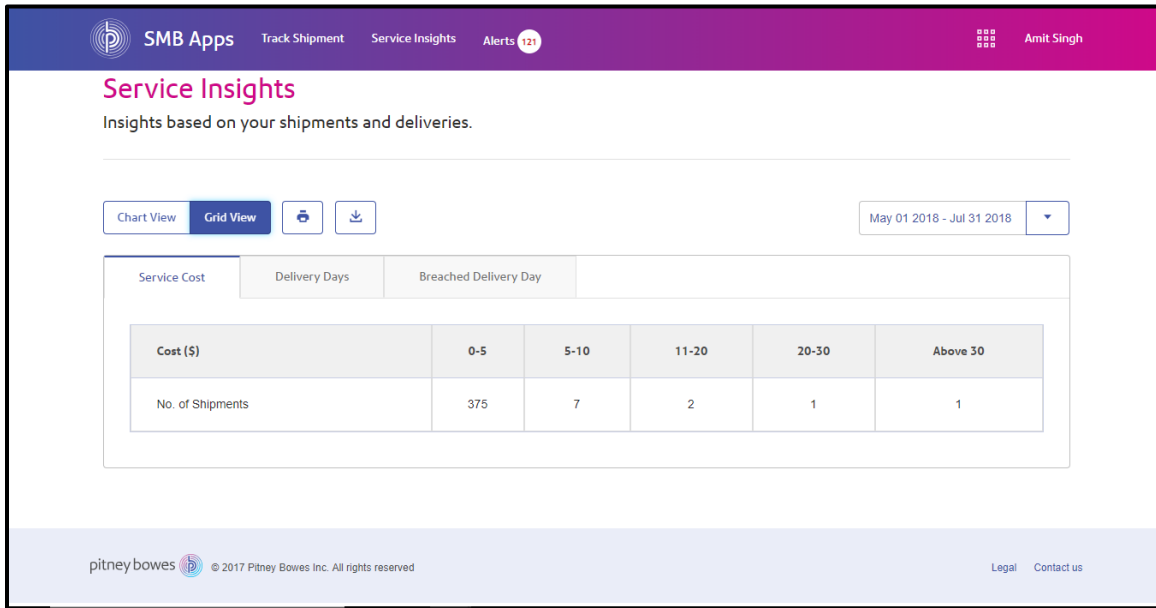 SMB Apps Track Shipment Service Insights Alerts 121 Amit Singh
Service Insights
Insights based on your shipments and deliveries.
Chart View Grid View May 01 2018 - Jul 31 2018
Service Cost Delivery Days Breached Delivery Day
Cost ($) 0-5 5-10 11-20 20-30 Above 30
No. of Shipments 375 7 2 1 1
pitney bowes © 2017 Pitney Bowes Inc. All rights reserved Legal Contact us